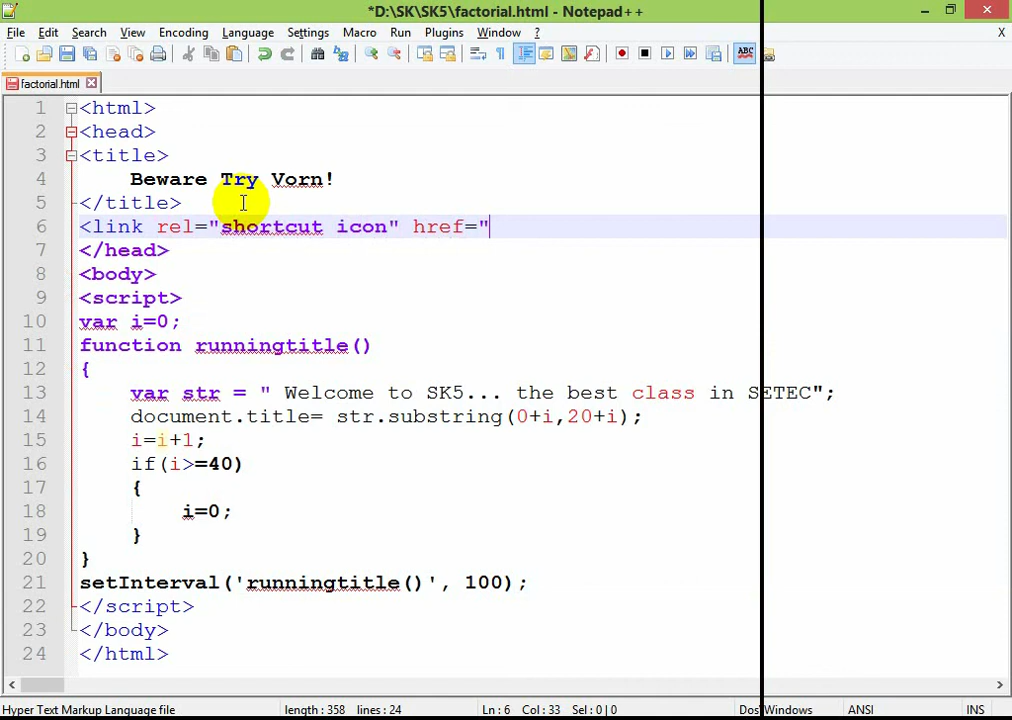 *D:\SK\SK5\factorial.html - Notepad++
File Edit Search View Encoding Language Settings Macro Run Plugins Window ? X
ABC
factorial.html
1 <html>
2 <head>
3 <title>
4 Beware Try Vorn!
5 </title>
6 <link rel="shortcut icon" href="
7 </head>
8 <body>
9 <script>
10 var i=0;
11 function runningtitle()
12 {
13 var str = " Welcome to SK5... the best class in SETEC";
14 document.title= str.substring(0+i,20+i);
15 i=i+1;
16 if(i>=40)
17 {
18 i=0;
19 }
20 }
21 setInterval('runningtitle()', 100);
22 </script>
23 </body>
24 </html>
Hyper Text Markup Language file length : 358 lines : 24 Ln : 6 Col : 33 Sel : 0 | 0 Dos\Windows ANSI INS